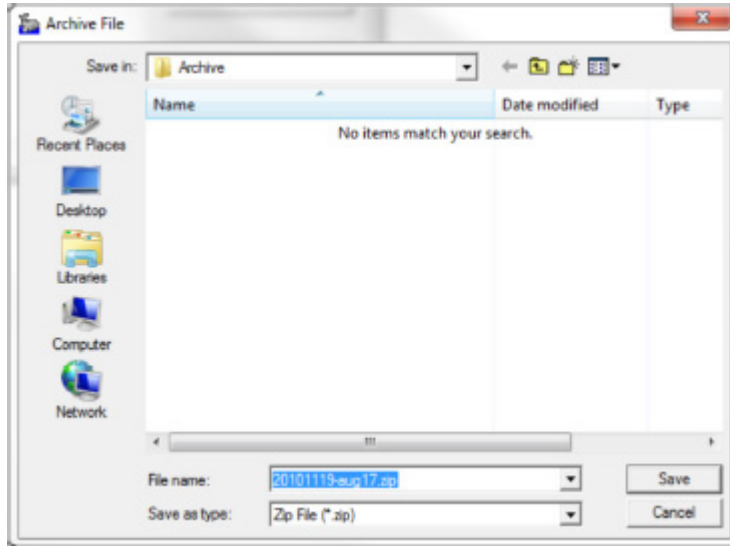 Archive File
Save in: Archive
Name Date modified Type
No items match your search.
Recent Places
Desktop
Libraries
Computer
Network
File name: 20101119-aug17.zip Save
Save as type: Zip File (*.zip) Cancel